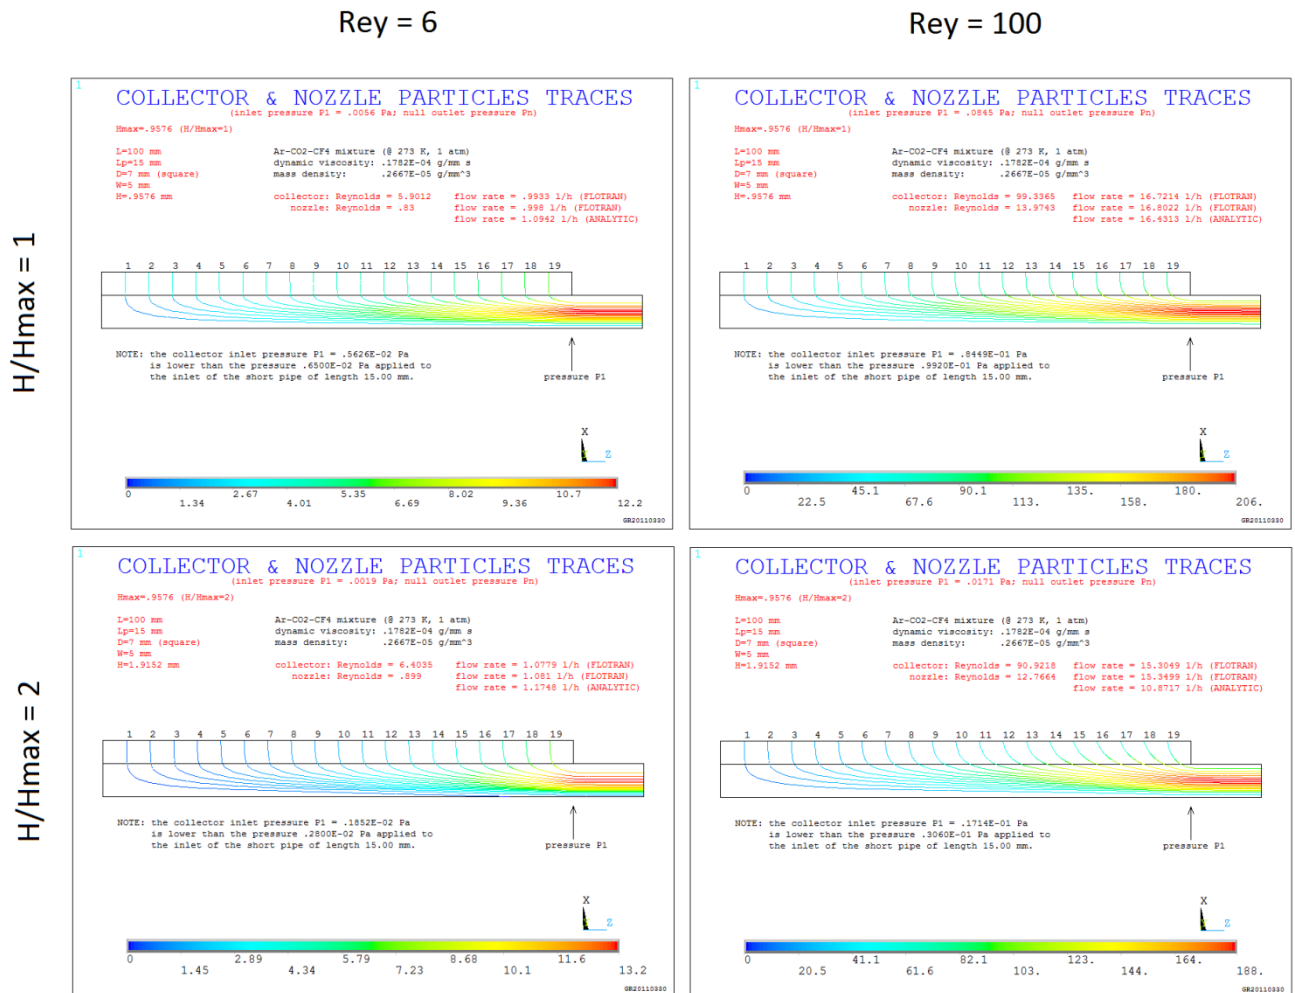 Rey = 6
Rey = 100
H/Hmax = 1
1
COLLECTOR & NOZZLE PARTICLES TRACES
(inlet pressure P1 = .0056 Pa; null outlet pressure Pn)
Hmax=.9576 (H/Hmax=1)
L=100 mm Ar-CO2-CF4 mixture (@ 273 K, 1 atm)
Lp=15 mm dynamic viscosity: .1782E-04 g/mm s
D=7 mm (square) mass density: .2667E-05 g/mm^3
W=5 mm
H=.9576 mm collector: Reynolds = 5.9012 flow rate = .9933 l/h (FLOTRAN)
nozzle: Reynolds = .83 flow rate = .998 l/h (FLOTRAN)
flow rate = 1.0942 l/h (ANALYTIC)
1 2 3 4 5 6 7 8 9 10 11 12 13 14 15 16 17 18 19
NOTE: the collector inlet pressure P1 = .5626E-02 Pa
is lower than the pressure .6500E-02 Pa applied to
the inlet of the short pipe of length 15.00 mm.
pressure P1
X
Z
0 2.67 5.35 8.02 10.7
1.34 4.01 6.69 9.36 12.2
GR20110330
1
COLLECTOR & NOZZLE PARTICLES TRACES
(inlet pressure P1 = .0845 Pa; null outlet pressure Pn)
Hmax=.9576 (H/Hmax=1)
L=100 mm Ar-CO2-CF4 mixture (@ 273 K, 1 atm)
Lp=15 mm dynamic viscosity: .1782E-04 g/mm s
D=7 mm (square) mass density: .2667E-05 g/mm^3
W=5 mm
H=.9576 mm collector: Reynolds = 99.3365 flow rate = 16.7214 l/h (FLOTRAN)
nozzle: Reynolds = 13.9743 flow rate = 16.8022 l/h (FLOTRAN)
flow rate = 16.4313 l/h (ANALYTIC)
1 2 3 4 5 6 7 8 9 10 11 12 13 14 15 16 17 18 19
NOTE: the collector inlet pressure P1 = .8449E-01 Pa
is lower than the pressure .9920E-01 Pa applied to
the inlet of the short pipe of length 15.00 mm.
pressure P1
X
Z
0 45.1 90.1 135. 180.
22.5 67.6 113. 158. 206.
GR20110330
H/Hmax = 2
1
COLLECTOR & NOZZLE PARTICLES TRACES
(inlet pressure P1 = .0019 Pa; null outlet pressure Pn)
Hmax=.9576 (H/Hmax=2)
L=100 mm Ar-CO2-CF4 mixture (@ 273 K, 1 atm)
Lp=15 mm dynamic viscosity: .1782E-04 g/mm s
D=7 mm (square) mass density: .2667E-05 g/mm^3
W=5 mm
H=1.9152 mm collector: Reynolds = 6.4035 flow rate = 1.0779 l/h (FLOTRAN)
nozzle: Reynolds = .899 flow rate = 1.081 l/h (FLOTRAN)
flow rate = 1.1748 l/h (ANALYTIC)
1 2 3 4 5 6 7 8 9 10 11 12 13 14 15 16 17 18 19
NOTE: the collector inlet pressure P1 = .1852E-02 Pa
is lower than the pressure .2800E-02 Pa applied to
the inlet of the short pipe of length 15.00 mm.
pressure P1
X
Z
0 2.89 5.79 8.68 11.6
1.45 4.34 7.23 10.1 13.2
GR20110330
1
COLLECTOR & NOZZLE PARTICLES TRACES
(inlet pressure P1 = .0171 Pa; null outlet pressure Pn)
Hmax=.9576 (H/Hmax=2)
L=100 mm Ar-CO2-CF4 mixture (@ 273 K, 1 atm)
Lp=15 mm dynamic viscosity: .1782E-04 g/mm s
D=7 mm (square) mass density: .2667E-05 g/mm^3
W=5 mm
H=1.9152 mm collector: Reynolds = 90.9218 flow rate = 15.3049 l/h (FLOTRAN)
nozzle: Reynolds = 12.7664 flow rate = 15.3499 l/h (FLOTRAN)
flow rate = 10.8717 l/h (ANALYTIC)
1 2 3 4 5 6 7 8 9 10 11 12 13 14 15 16 17 18 19
NOTE: the collector inlet pressure P1 = .1714E-01 Pa
is lower than the pressure .3060E-01 Pa applied to
the inlet of the short pipe of length 15.00 mm.
pressure P1
X
Z
0 41.1 82.1 123. 164.
20.5 61.6 103. 144. 188.
GR20110330